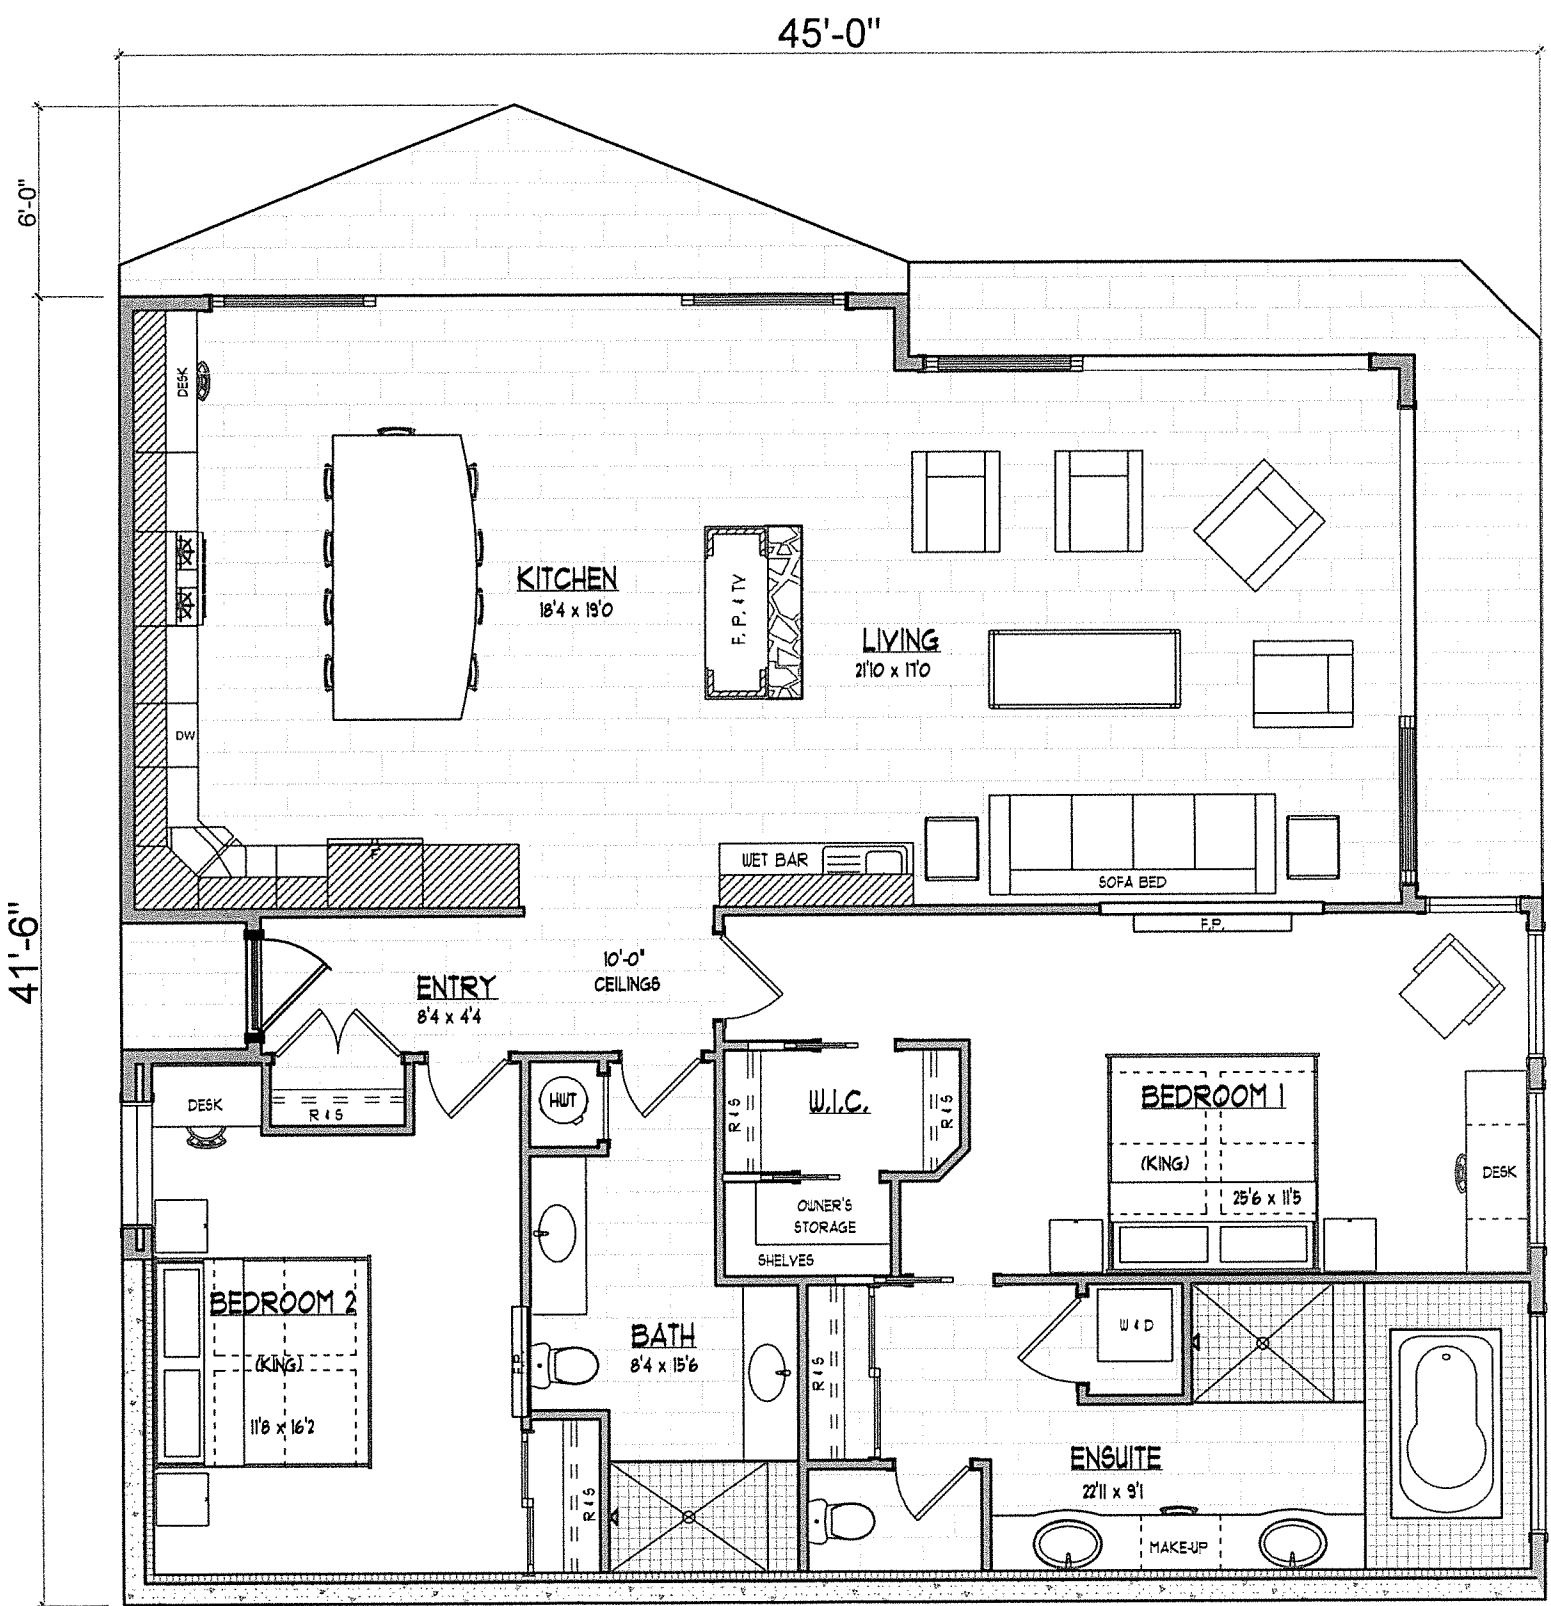 45'-0"
6'-0"
DESK
KITCHEN
18'4 x 19'0
F.P. & TV
LIVING
21'10 x 17'0
DW
F
WET BAR
SOFA BED
41'-6"
F.P.
10'-0"
CEILINGS
ENTRY
8'4 x 4'4
DESK
R & S
HWT
R & S
W.I.C.
R & S
BEDROOM 1
(KING)
25'6 x 11'5
DESK
OWNER'S
STORAGE
SHELVES
BEDROOM 2
(KING)
11'8 x 16'2
F.P.
BATH
8'4 x 15'6
R & S
W & D
ENSUITE
22'11 x 9'1
R & S
MAKE-UP